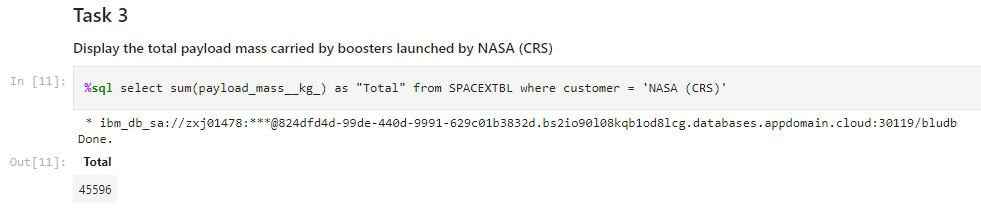 Task 3
Display the total payload mass carried by boosters launched by NASA (CRS)
In [11]: %sql select sum(payload_mass__kg_) as "Total" from SPACEXTBL where customer = 'NASA (CRS)'
* ibm_db_sa://zxj01478:***@824dfd4d-99de-440d-9991-629c01b3832d.bs2io90l08kqb1od8lcg.databases.appdomain.cloud:30119/bludb
Done.
Out[11]: Total
45596